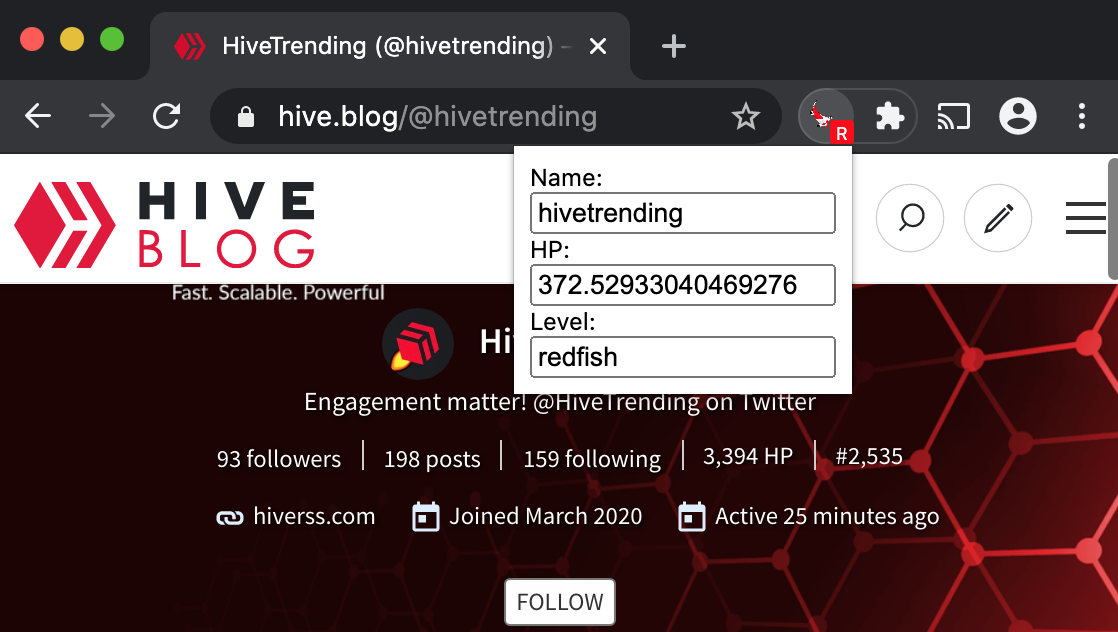 HiveTrending (@hivetrending) –
hive.blog/@hivetrending
R
Name:
hivetrending
HP:
372.52933040469276
Level:
redfish
HIVE
BLOG
Fast. Scalable. Powerful
Hi
Engagement matter! @HiveTrending on Twitter
93 followers 198 posts 159 following 3,394 HP #2,535
hiverss.com Joined March 2020 Active 25 minutes ago
FOLLOW